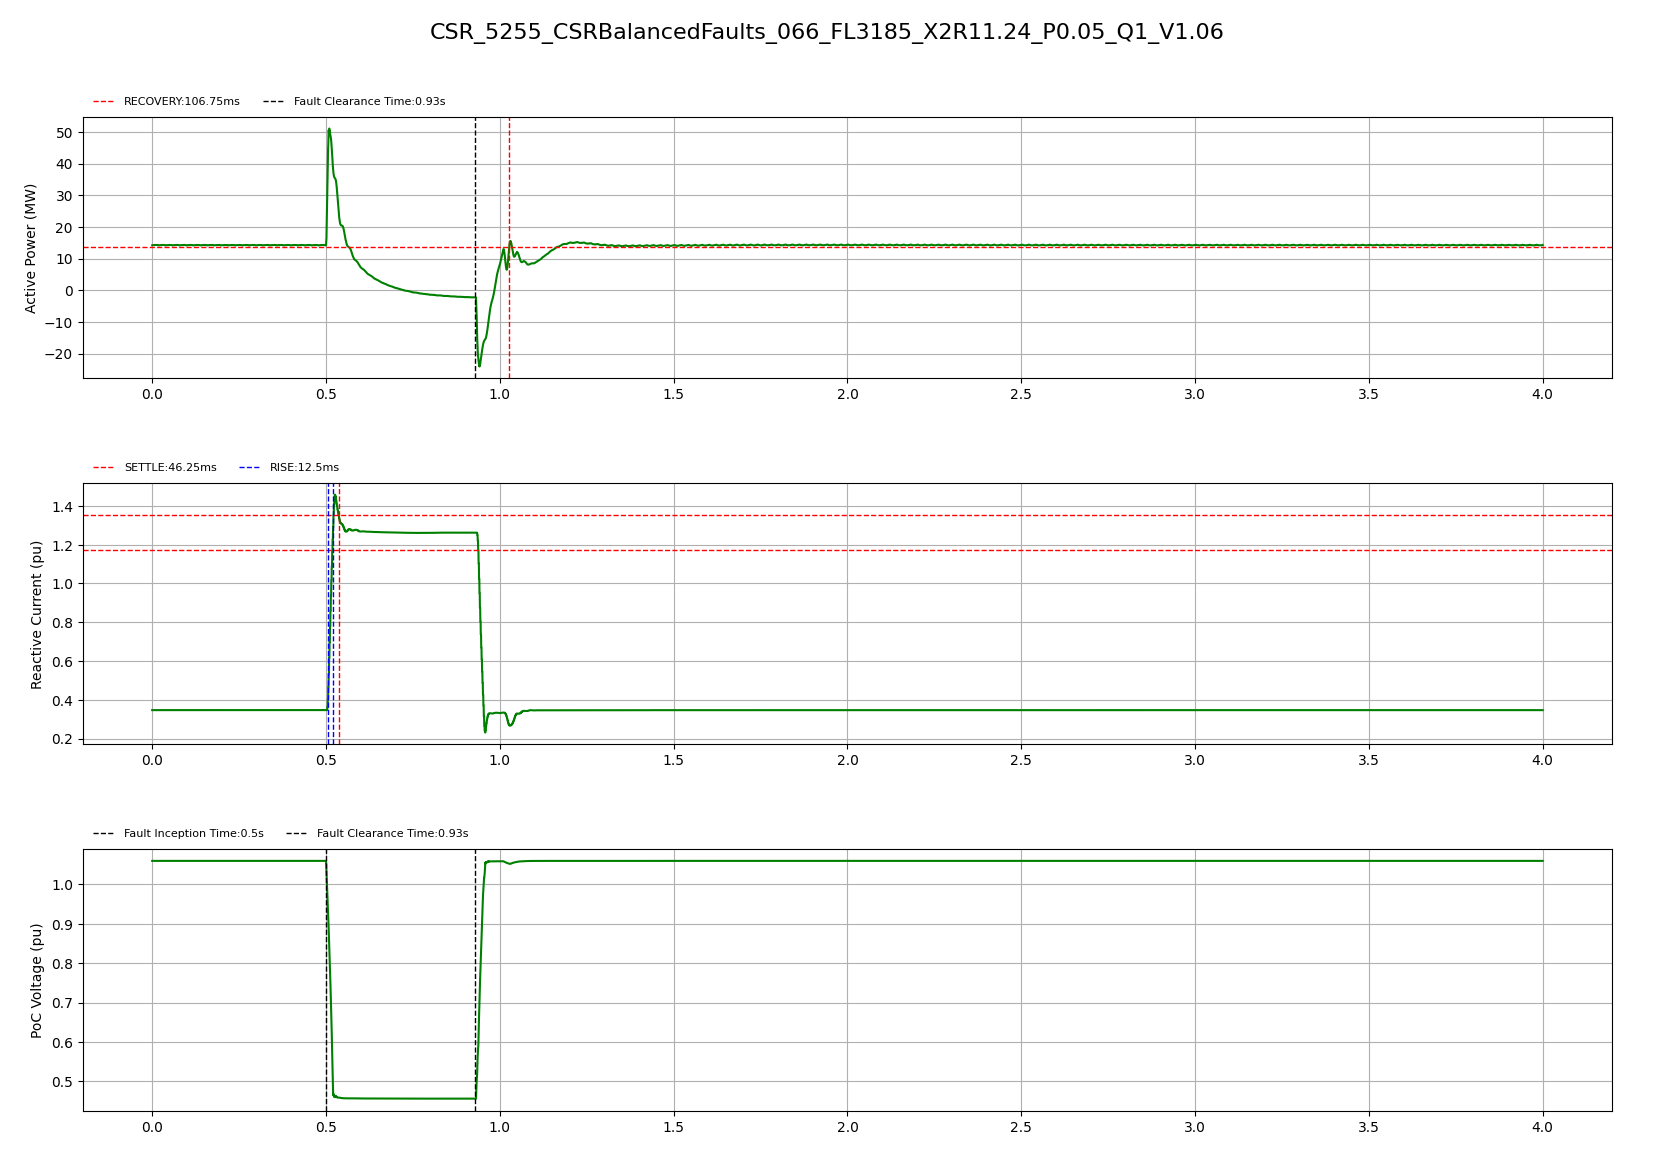 CSR_5255_CSRBalancedFaults_066_FL3185_X2R11.24_P0.05_Q1_V1.06
RECOVERY:106.75ms Fault Clearance Time:0.93s
Active Power (MW)
50
40
30
20
10
0
−10
−20
0.0 0.5 1.0 1.5 2.0 2.5 3.0 3.5 4.0
SETTLE:46.25ms RISE:12.5ms
Reactive Current (pu)
1.4
1.2
1.0
0.8
0.6
0.4
0.2
0.0 0.5 1.0 1.5 2.0 2.5 3.0 3.5 4.0
Fault Inception Time:0.5s Fault Clearance Time:0.93s
PoC Voltage (pu)
1.0
0.9
0.8
0.7
0.6
0.5
0.0 0.5 1.0 1.5 2.0 2.5 3.0 3.5 4.0